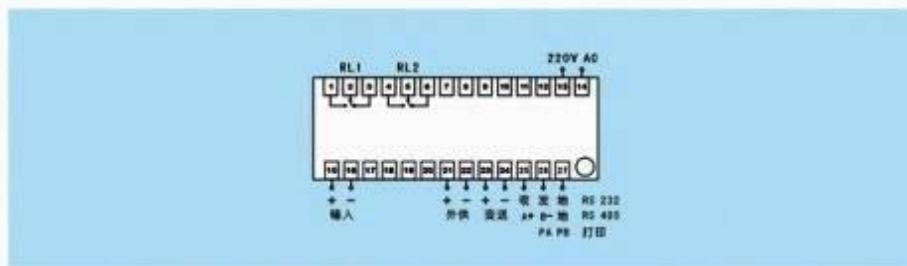 220V AC
RL1 RL2
1 2 3 4 5 6 7 8 9 10 11 12 13 14
15 16 17 18 19 20 21 22 23 24 25 26 27
+ - + - + - 收 发 地 RS 232
输入 外供 变送 A+ B- 地 RS 485
PA PB 打印